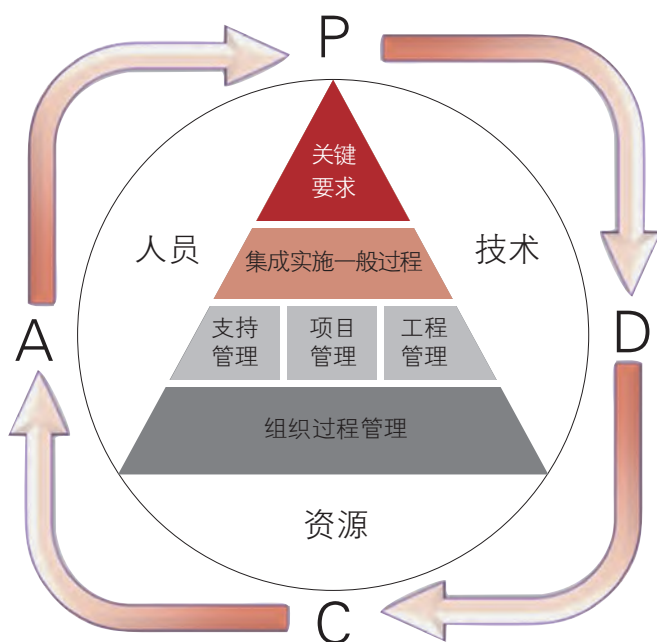 P
关键
要求
人员
技术
集成实施一般过程
支持
管理
项目
管理
工程
管理
A
D
组织过程管理
资源
C